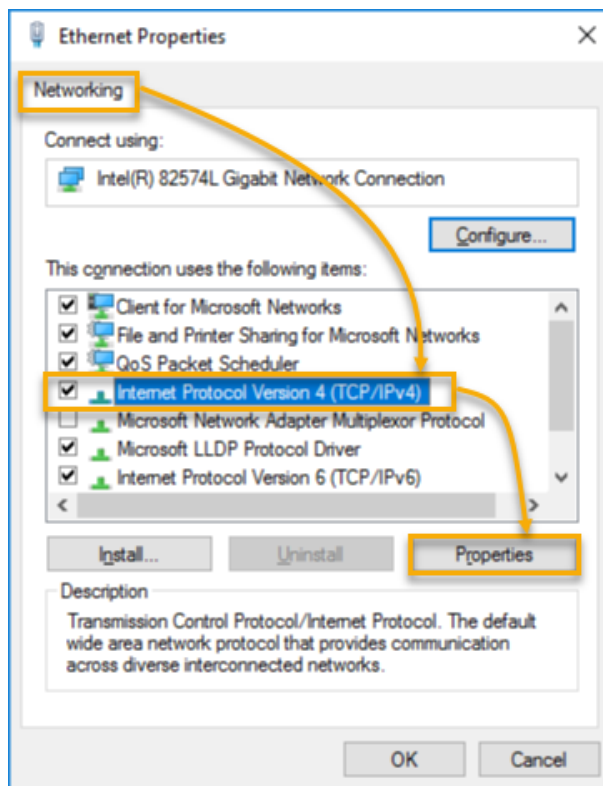 Ethernet Properties
Networking
Connect using:
Intel(R) 82574L Gigabit Network Connection
Configure...
This connection uses the following items:
Client for Microsoft Networks
File and Printer Sharing for Microsoft Networks
QoS Packet Scheduler
Internet Protocol Version 4 (TCP/IPv4)
Microsoft Network Adapter Multiplexor Protocol
Microsoft LLDP Protocol Driver
Internet Protocol Version 6 (TCP/IPv6)
Install... Uninstall Properties
Description
Transmission Control Protocol/Internet Protocol. The default
wide area network protocol that provides communication
across diverse interconnected networks.
OK Cancel